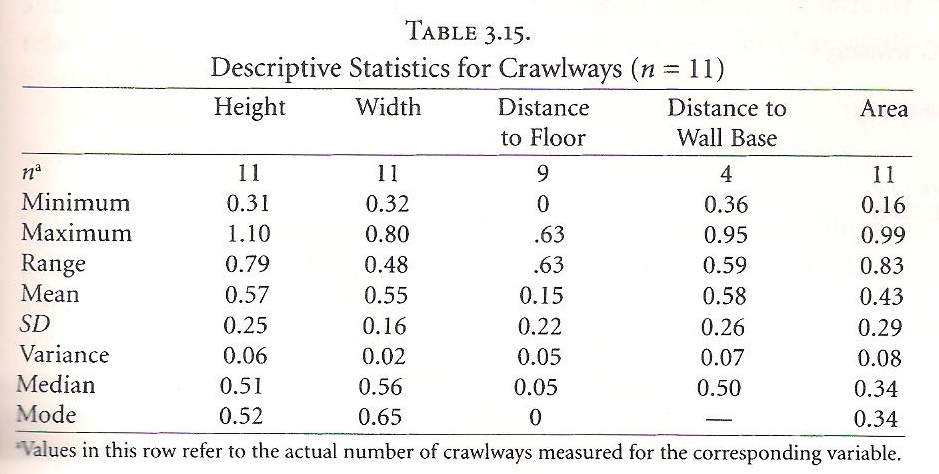 TABLE 3.15.
Descriptive Statistics for Crawlways (n = 11)
Height Width Distance to Floor Distance to Wall Base Area
nᵃ 11 11 9 4 11
Minimum 0.31 0.32 0 0.36 0.16
Maximum 1.10 0.80 .63 0.95 0.99
Range 0.79 0.48 .63 0.59 0.83
Mean 0.57 0.55 0.15 0.58 0.43
SD 0.25 0.16 0.22 0.26 0.29
Variance 0.06 0.02 0.05 0.07 0.08
Median 0.51 0.56 0.05 0.50 0.34
Mode 0.52 0.65 0 — 0.34
ᵃValues in this row refer to the actual number of crawlways measured for the corresponding variable.